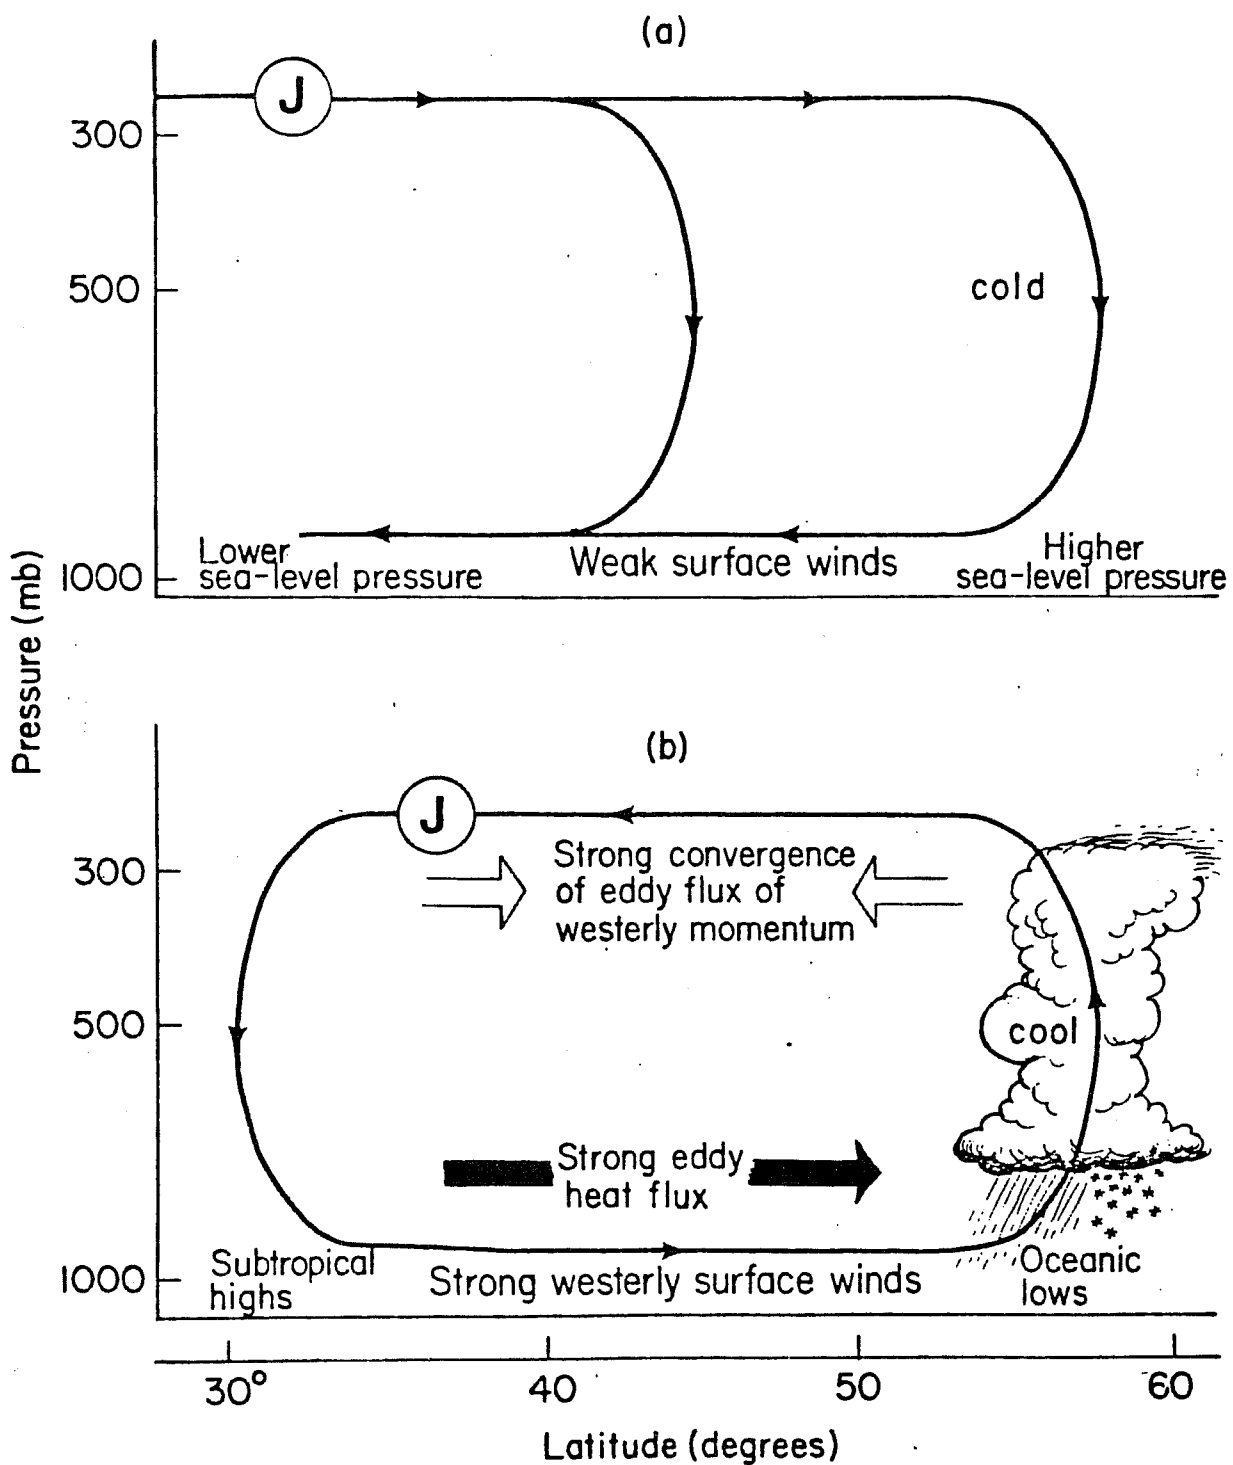 (a)
J
300
500
cold
Lower
sea-level pressure
Weak surface winds
Higher
sea-level pressure
1000
Pressure (mb)
(b)
J
300
Strong convergence
of eddy flux of
westerly momentum
500
cool
Strong eddy
heat flux
Subtropical
highs
Strong westerly surface winds
Oceanic
lows
1000
30° 40 50 60
Latitude (degrees)